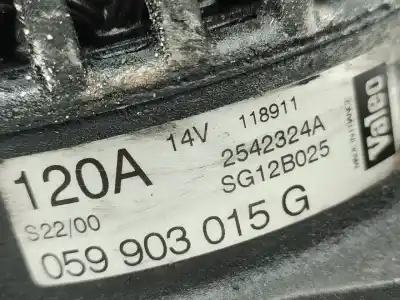 120A 14V 118911
2542324A
SG12B025
S22/00
059 903 015 G
Valeo